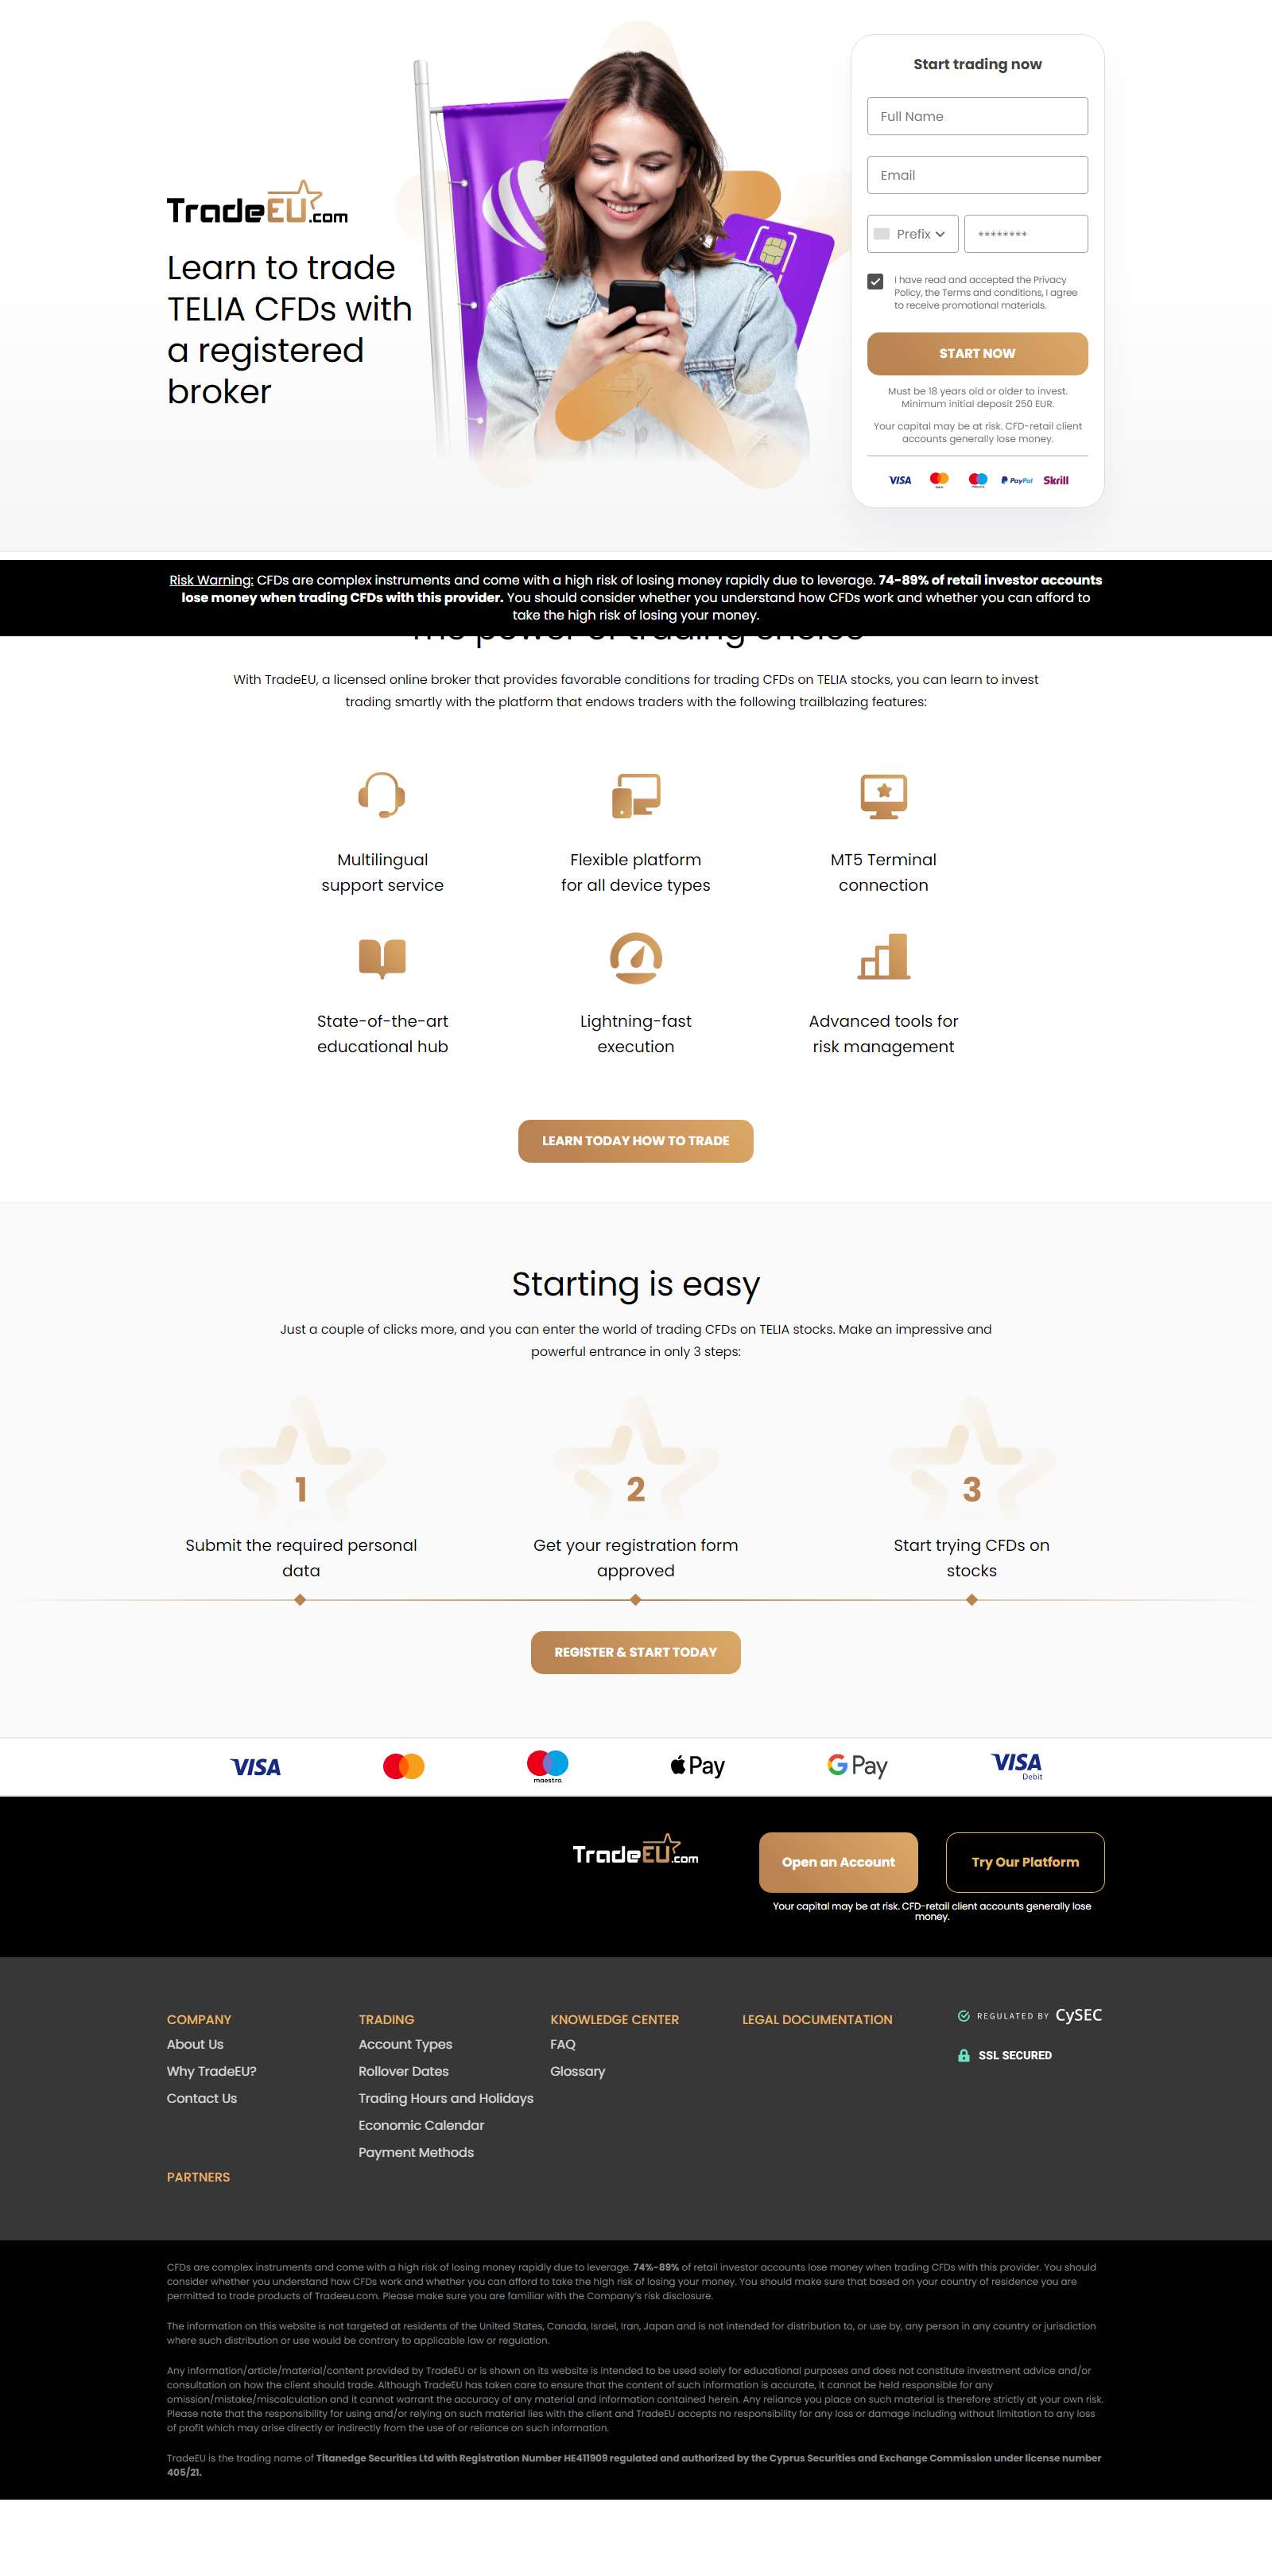 TradeEU.com
Learn to trade
TELIA CFDs with
a registered
broker
Start trading now
Full Name
Email
Prefix ********
I have read and accepted the Privacy
Policy, the Terms and conditions, I agree
to receive promotional materials.
START NOW
Must be 18 years old or older to invest.
Minimum initial deposit 250 EUR.
Your capital may be at risk. CFD-retail client
accounts generally lose money.
VISA PayPal Skrill
Risk Warning: CFDs are complex instruments and come with a high risk of losing money rapidly due to leverage. 74-89% of retail investor accounts
lose money when trading CFDs with this provider. You should consider whether you understand how CFDs work and whether you can afford to
take the high risk of losing your money.
The power of trading choice
With TradeEU, a licensed online broker that provides favorable conditions for trading CFDs on TELIA stocks, you can learn to invest
trading smartly with the platform that endows traders with the following trailblazing features:
Multilingual
support service
Flexible platform
for all device types
MT5 Terminal
connection
State-of-the-art
educational hub
Lightning-fast
execution
Advanced tools for
risk management
LEARN TODAY HOW TO TRADE
Starting is easy
Just a couple of clicks more, and you can enter the world of trading CFDs on TELIA stocks. Make an impressive and
powerful entrance in only 3 steps:
1
Submit the required personal
data
2
Get your registration form
approved
3
Start trying CFDs on
stocks
REGISTER & START TODAY
VISA maestro Pay G Pay VISA
Debit
TradeEU.com
Open an Account
Try Our Platform
Your capital may be at risk. CFD-retail client accounts generally lose
money.
COMPANY
About Us
Why TradeEU?
Contact Us
PARTNERS
TRADING
Account Types
Rollover Dates
Trading Hours and Holidays
Economic Calendar
Payment Methods
KNOWLEDGE CENTER
FAQ
Glossary
LEGAL DOCUMENTATION
REGULATED BY CySEC
SSL SECURED
CFDs are complex instruments and come with a high risk of losing money rapidly due to leverage. 74%-89% of retail investor accounts lose money when trading CFDs with this provider. You should
consider whether you understand how CFDs work and whether you can afford to take the high risk of losing your money. You should make sure that based on your country of residence you are
permitted to trade products of Tradeeu.com. Please make sure you are familiar with the Company's risk disclosure.
The information on this website is not targeted at residents of the United States, Canada, Israel, Iran, Japan and is not intended for distribution to, or use by, any person in any country or jurisdiction
where such distribution or use would be contrary to applicable law or regulation.
Any information/article/material/content provided by TradeEU or is shown on its website is intended to be used solely for educational purposes and does not constitute investment advice and/or
consultation on how the client should trade. Although TradeEU has taken care to ensure that the content of such information is accurate, it cannot be held responsible for any
omission/mistake/miscalculation and it cannot warrant the accuracy of any material and information contained herein. Any reliance you place on such material is therefore strictly at your own risk.
Please note that the responsibility for using and/or relying on such material lies with the client and TradeEU accepts no responsibility for any loss or damage including without limitation to any loss
of profit which may arise directly or indirectly from the use of or reliance on such information.
TradeEU is the trading name of Titanedge Securities Ltd with Registration Number HE411909 regulated and authorized by the Cyprus Securities and Exchange Commission under license number
405/21.